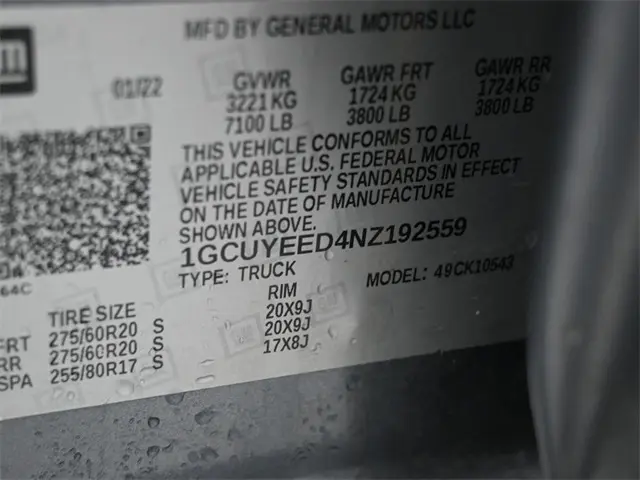 MFD BY GENERAL MOTORS LLC
gm
01/22 GVWR GAWR FRT GAWR RR
3221 KG 1724 KG 1724 KG
7100 LB 3800 LB 3800 LB
THIS VEHICLE CONFORMS TO ALL
APPLICABLE U.S. FEDERAL MOTOR
VEHICLE SAFETY STANDARDS IN EFFECT
ON THE DATE OF MANUFACTURE
SHOWN ABOVE.
1GCUYEED4NZ192559
64C
TYPE: TRUCK MODEL: 49CK10543
TIRE SIZE RIM
FRT 275/60R20 S 20X9J
RR 275/60R20 S 20X9J
SPA 255/80R17 S 17X8J